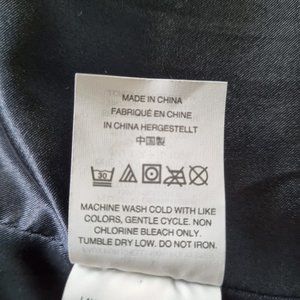 MADE IN CHINA
FABRIQUÉ EN CHINE
IN CHINA HERGESTELLT
中国製
30
MACHINE WASH COLD WITH LIKE
COLORS, GENTLE CYCLE. NON
CHLORINE BLEACH ONLY.
TUMBLE DRY LOW. DO NOT IRON.